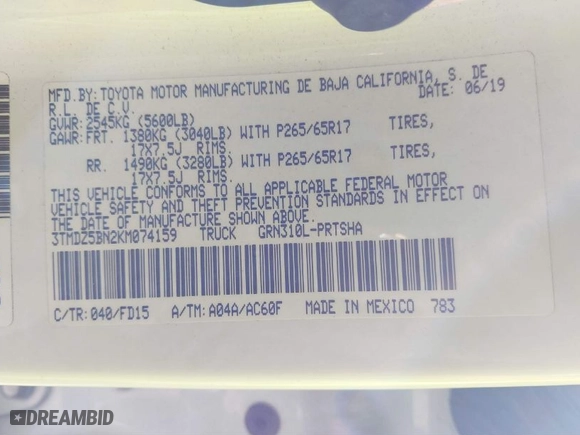 MFD.BY:TOYOTA MOTOR MANUFACTURING DE BAJA CALIFORNIA, S. DE
R.L. DE C.V. DATE: 06/19
GVWR:2545KG (5600LB)
GAWR:FRT. 1380KG (3040LB) WITH P265/65R17 TIRES,
17X7.5J RIMS.
RR. 1490KG (3280LB) WITH P265/65R17 TIRES,
17X7.5J RIMS.
THIS VEHICLE CONFORMS TO ALL APPLICABLE FEDERAL MOTOR
VEHICLE SAFETY AND THEFT PREVENTION STANDARDS IN EFFECT ON
THE DATE OF MANUFACTURE SHOWN ABOVE.
3TMDZ5BN2KM074159 TRUCK GRN310L-PRTSHA
C/TR:040/FD15 A/TM:A04A/AC60F MADE IN MEXICO 783
DREAMBID